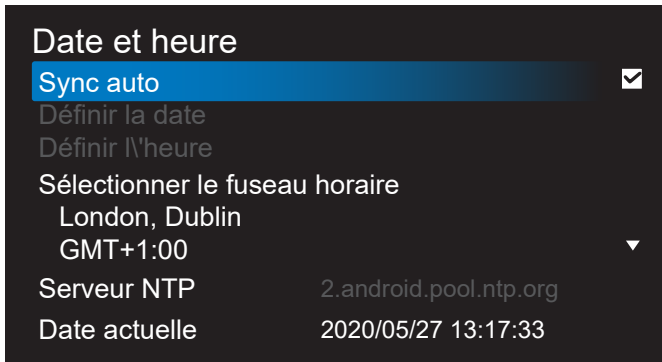 Date et heure
Sync auto
Définir la date
Définir l\'heure
Sélectionner le fuseau horaire
London, Dublin
GMT+1:00
Serveur NTP 2.android.pool.ntp.org
Date actuelle 2020/05/27 13:17:33